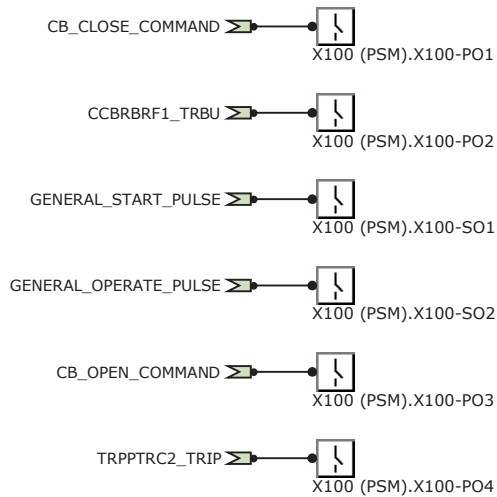 CB_CLOSE_COMMAND
X100 (PSM).X100-PO1
CCBRBRF1_TRBU
X100 (PSM).X100-PO2
GENERAL_START_PULSE
X100 (PSM).X100-SO1
GENERAL_OPERATE_PULSE
X100 (PSM).X100-SO2
CB_OPEN_COMMAND
X100 (PSM).X100-PO3
TRPPTRC2_TRIP
X100 (PSM).X100-PO4